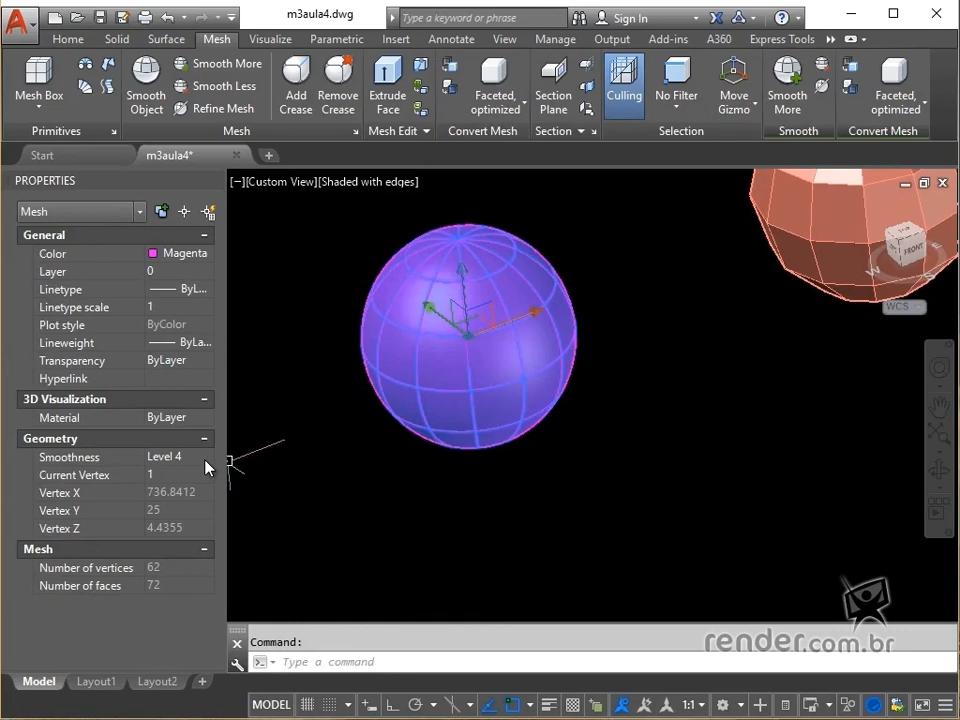 m3aula4.dwg
Type a keyword or phrase
Sign In
Home Solid Surface Mesh Visualize Parametric Insert Annotate View Manage Output Add-ins A360 Express Tools
Mesh Box
Smooth Object
Smooth More
Smooth Less
Refine Mesh
Add Crease
Remove Crease
Extrude Face
Faceted, optimized
Section Plane
Culling
No Filter
Move Gizmo
Smooth More
Faceted, optimized
Primitives
Mesh
Mesh Edit
Convert Mesh
Section
Selection
Smooth
Convert Mesh
Start
m3aula4*
PROPERTIES
[−][Custom View][Shaded with edges]
Mesh
General
Color Magenta
Layer 0
Linetype ByL...
Linetype scale 1
Plot style ByColor
Lineweight ByLa...
Transparency ByLayer
Hyperlink
3D Visualization
Material ByLayer
Geometry
Smoothness Level 4
Current Vertex 1
Vertex X 736.8412
Vertex Y 25
Vertex Z 4.4355
Mesh
Number of vertices 62
Number of faces 72
FRONT
W
S
WCS
Command:
Type a command
render.com.br
Model Layout1 Layout2
MODEL
1:1